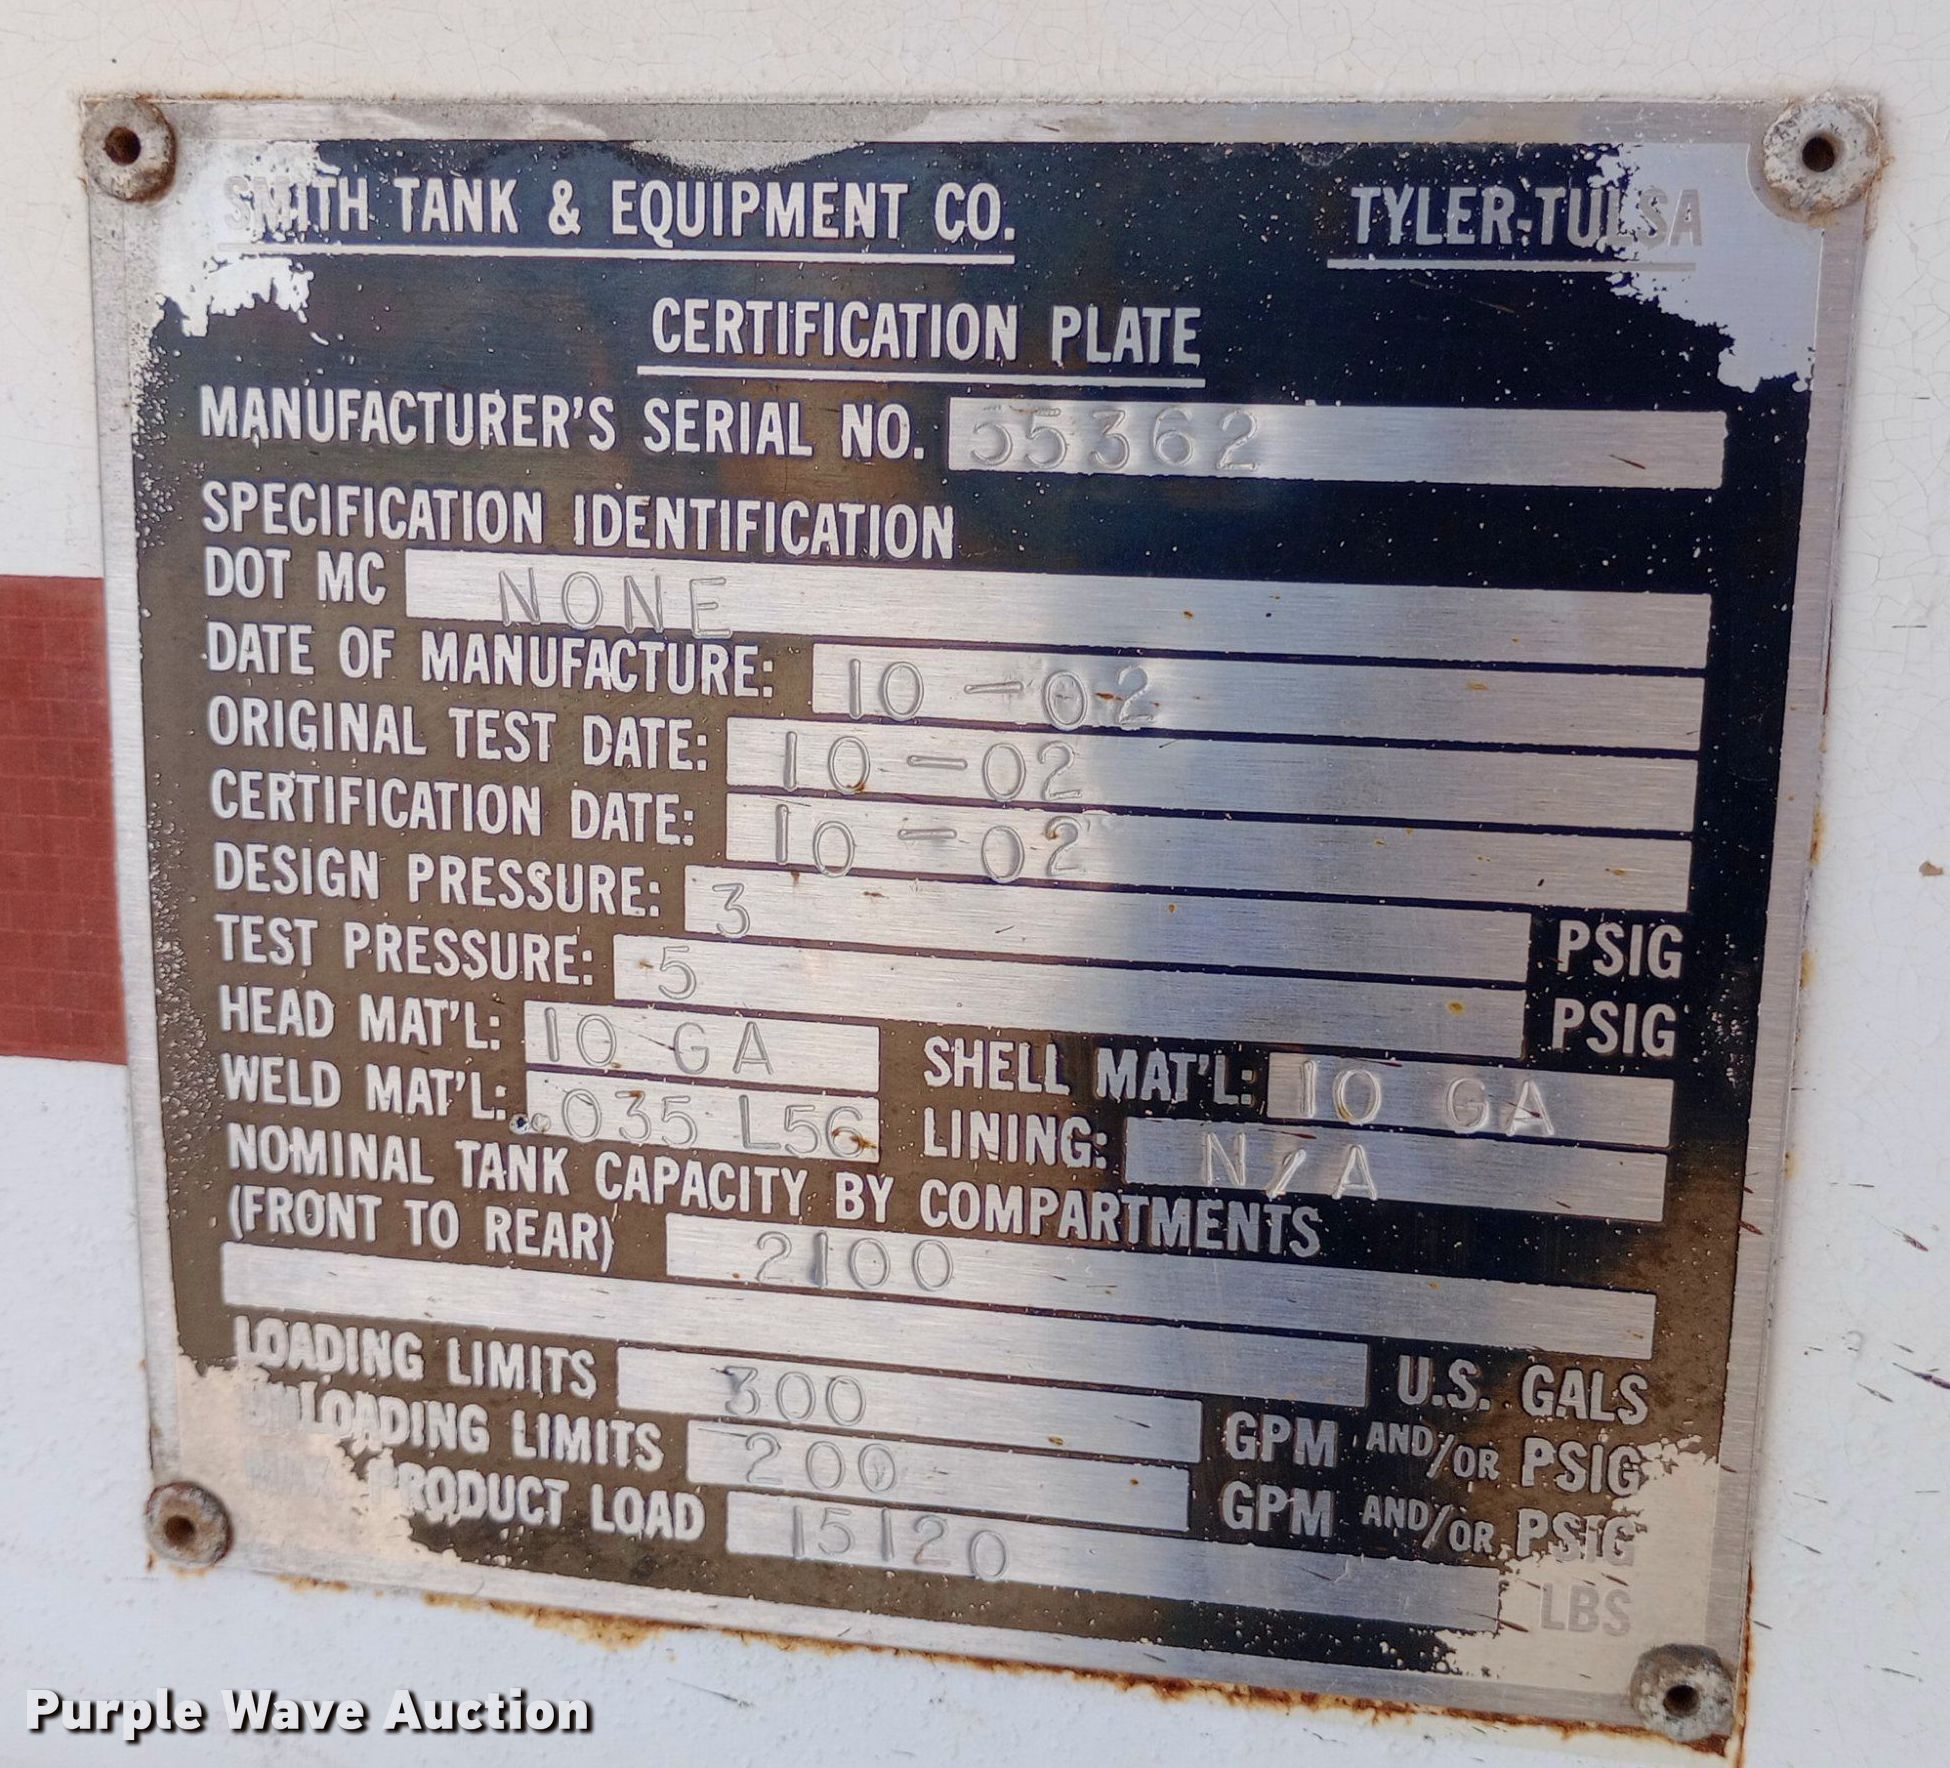 SMITH TANK & EQUIPMENT CO. TYLER-TULSA
CERTIFICATION PLATE
MANUFACTURER'S SERIAL NO. 55362
SPECIFICATION IDENTIFICATION
DOT MC NONE
DATE OF MANUFACTURE: 10-02
ORIGINAL TEST DATE: 10-02
CERTIFICATION DATE: 10-02
DESIGN PRESSURE: 3 PSIG
TEST PRESSURE: 5 PSIG
HEAD MAT'L: 10 GA SHELL MAT'L: 10 GA
WELD MAT'L: .035 L56 LINING: N/A
NOMINAL TANK CAPACITY BY COMPARTMENTS
(FRONT TO REAR) 2100
U.S. GALS
LOADING LIMITS 300 GPM AND/OR PSIG
UNLOADING LIMITS 200 GPM AND/OR PSIG
MAX. PRODUCT LOAD 15120 LBS
Purple Wave Auction